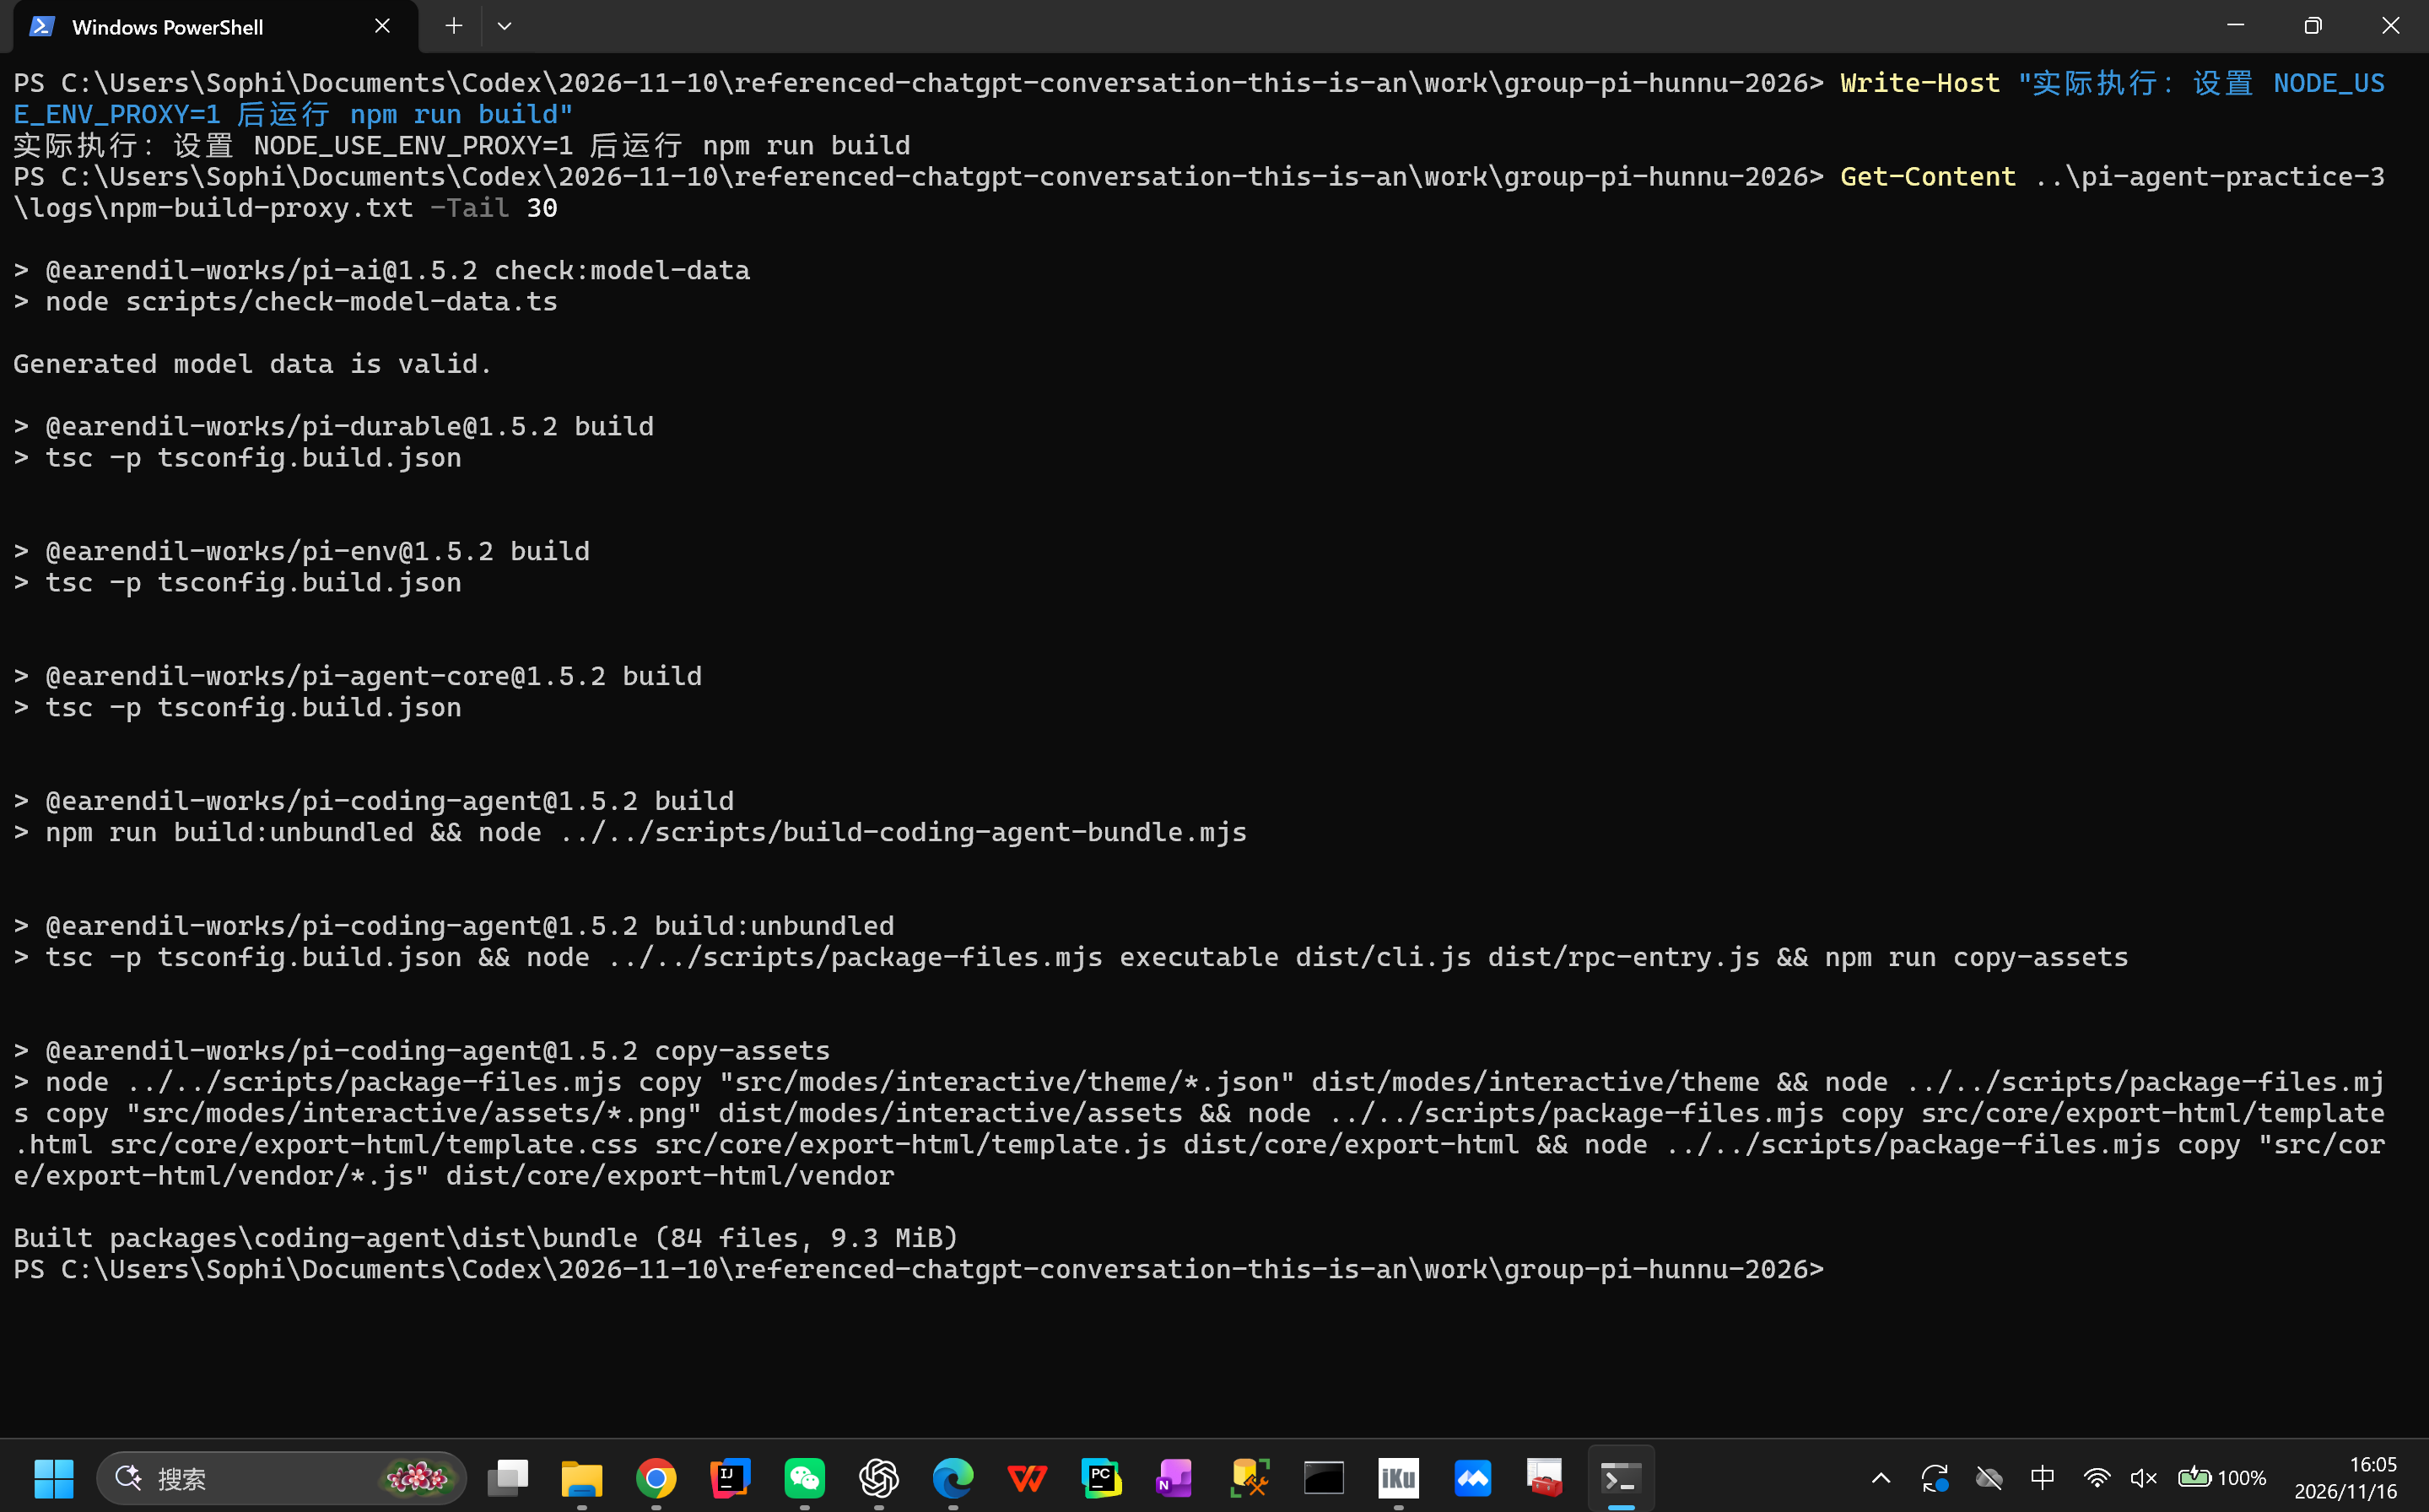 Windows PowerShell
PS C:\Users\Sophi\Documents\Codex\2026-11-10\referenced-chatgpt-conversation-this-is-an\work\group-pi-hunnu-2026> Write-Host "实际执行：设置 NODE_US
E_ENV_PROXY=1 后运行 npm run build"
实际执行：设置 NODE_USE_ENV_PROXY=1 后运行 npm run build
PS C:\Users\Sophi\Documents\Codex\2026-11-10\referenced-chatgpt-conversation-this-is-an\work\group-pi-hunnu-2026> Get-Content ..\pi-agent-practice-3
\logs\npm-build-proxy.txt -Tail 30
> @earendil-works/pi-ai@1.5.2 check:model-data
> node scripts/check-model-data.ts
Generated model data is valid.
> @earendil-works/pi-durable@1.5.2 build
> tsc -p tsconfig.build.json
> @earendil-works/pi-env@1.5.2 build
> tsc -p tsconfig.build.json
> @earendil-works/pi-agent-core@1.5.2 build
> tsc -p tsconfig.build.json
> @earendil-works/pi-coding-agent@1.5.2 build
> npm run build:unbundled && node ../../scripts/build-coding-agent-bundle.mjs
> @earendil-works/pi-coding-agent@1.5.2 build:unbundled
> tsc -p tsconfig.build.json && node ../../scripts/package-files.mjs executable dist/cli.js dist/rpc-entry.js && npm run copy-assets
> @earendil-works/pi-coding-agent@1.5.2 copy-assets
> node ../../scripts/package-files.mjs copy "src/modes/interactive/theme/*.json" dist/modes/interactive/theme && node ../../scripts/package-files.mj
s copy "src/modes/interactive/assets/*.png" dist/modes/interactive/assets && node ../../scripts/package-files.mjs copy src/core/export-html/template
.html src/core/export-html/template.css src/core/export-html/template.js dist/core/export-html && node ../../scripts/package-files.mjs copy "src/cor
e/export-html/vendor/*.js" dist/core/export-html/vendor
Built packages\coding-agent\dist\bundle (84 files, 9.3 MiB)
PS C:\Users\Sophi\Documents\Codex\2026-11-10\referenced-chatgpt-conversation-this-is-an\work\group-pi-hunnu-2026>
搜索
IJ
PC
N
iKu
中
100%
16:05
2026/11/16